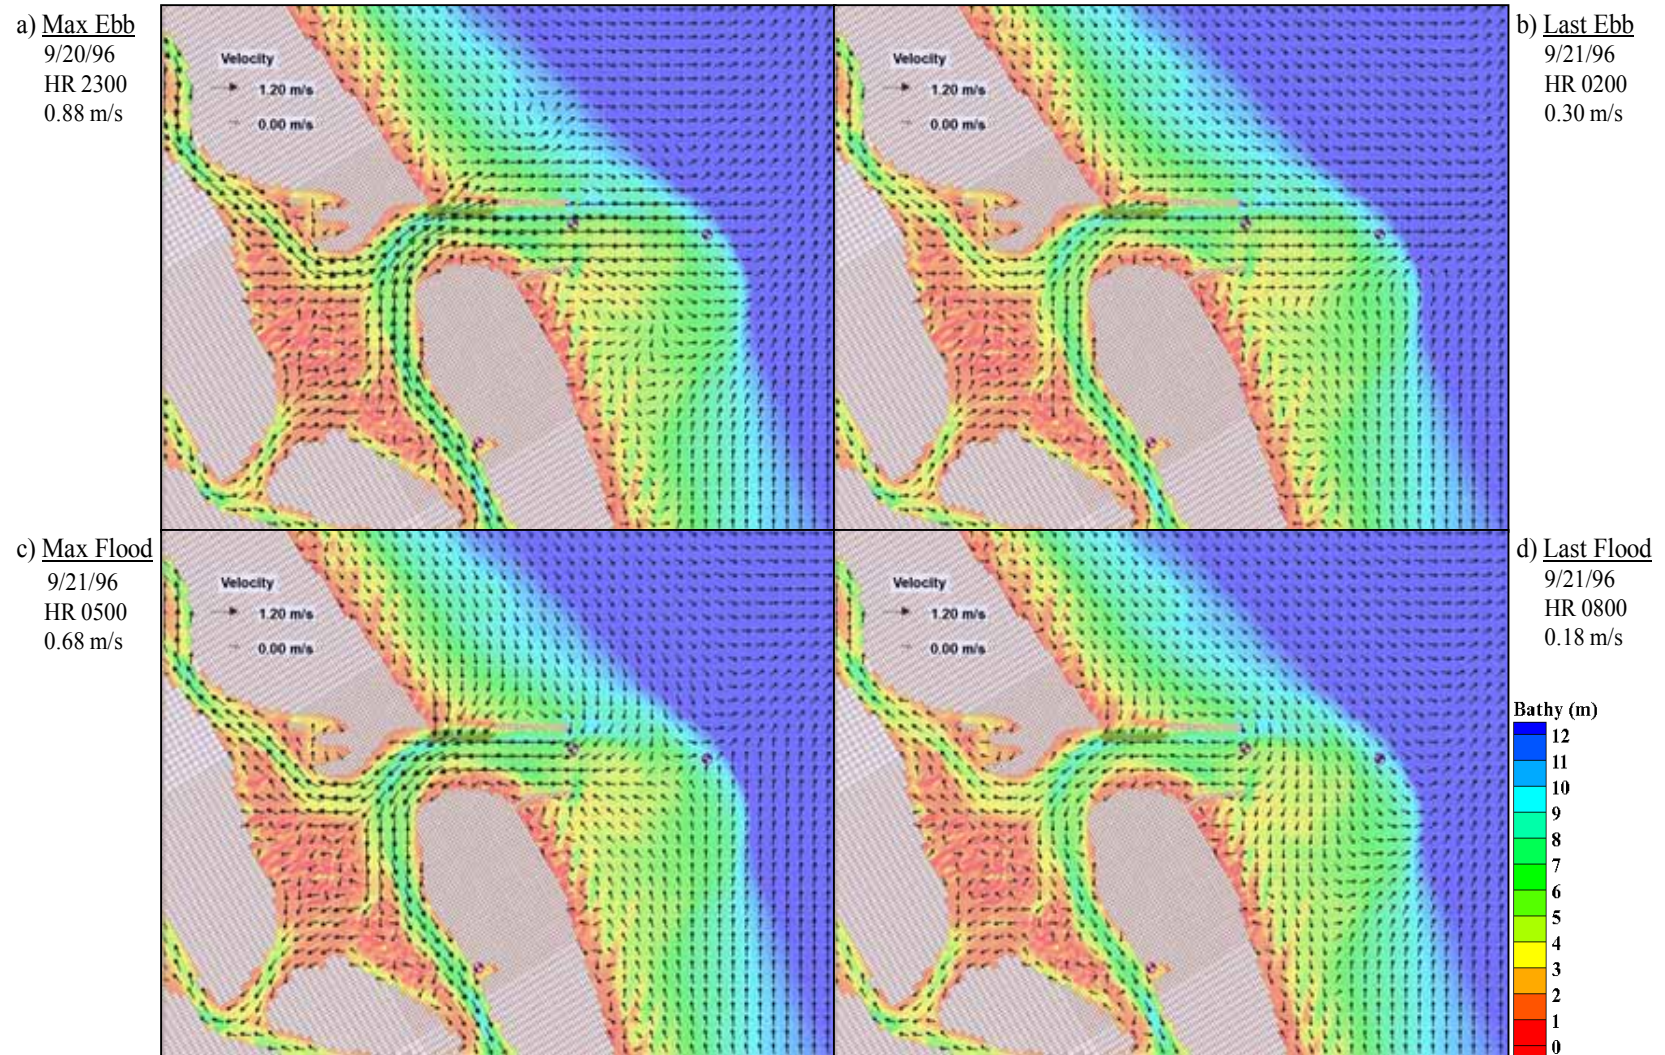 a) Max Ebb
9/20/96
HR 2300
0.88 m/s
Velocity
1.20 m/s
0.00 m/s
Velocity
1.20 m/s
0.00 m/s
b) Last Ebb
9/21/96
HR 0200
0.30 m/s
c) Max Flood
9/21/96
HR 0500
0.68 m/s
Velocity
1.20 m/s
0.00 m/s
Velocity
1.20 m/s
0.00 m/s
d) Last Flood
9/21/96
HR 0800
0.18 m/s
Bathy (m)
12
11
10
9
8
7
6
5
4
3
2
1
0